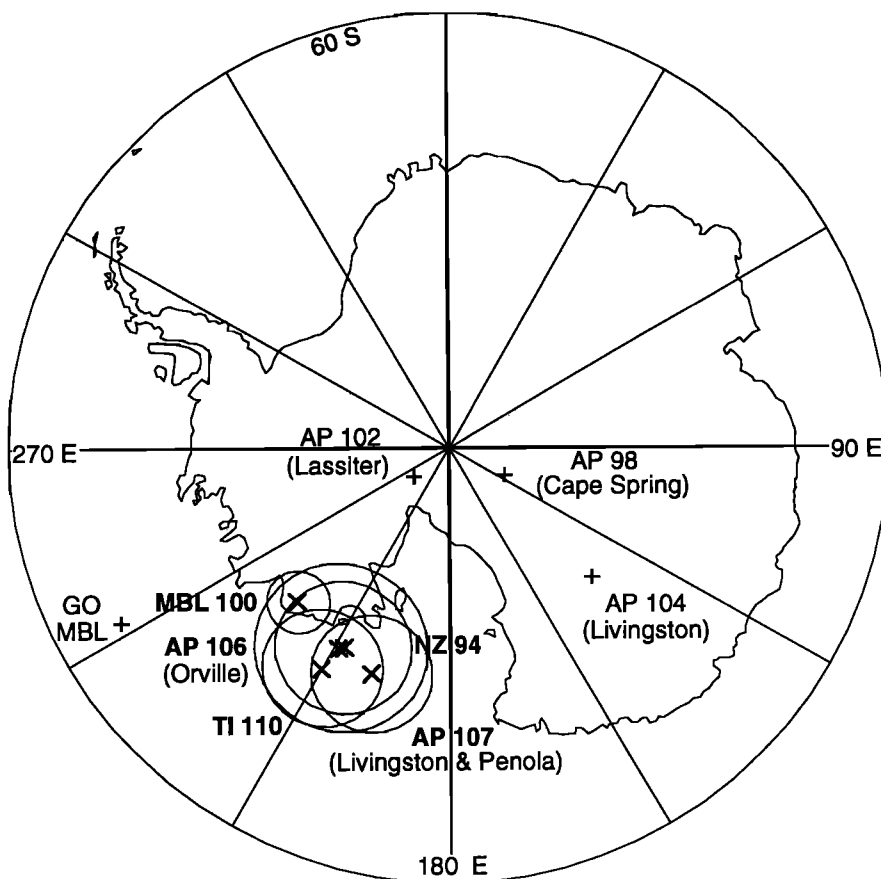 60 S
270 E
90 E
AP 102
(Lassiter)
AP 98
(Cape Spring)
GO
MBL
MBL 100
AP 104
(Livingston)
AP 106
(Orville)
NZ 94
TI 110
AP 107
(Livingston & Penola)
180 E